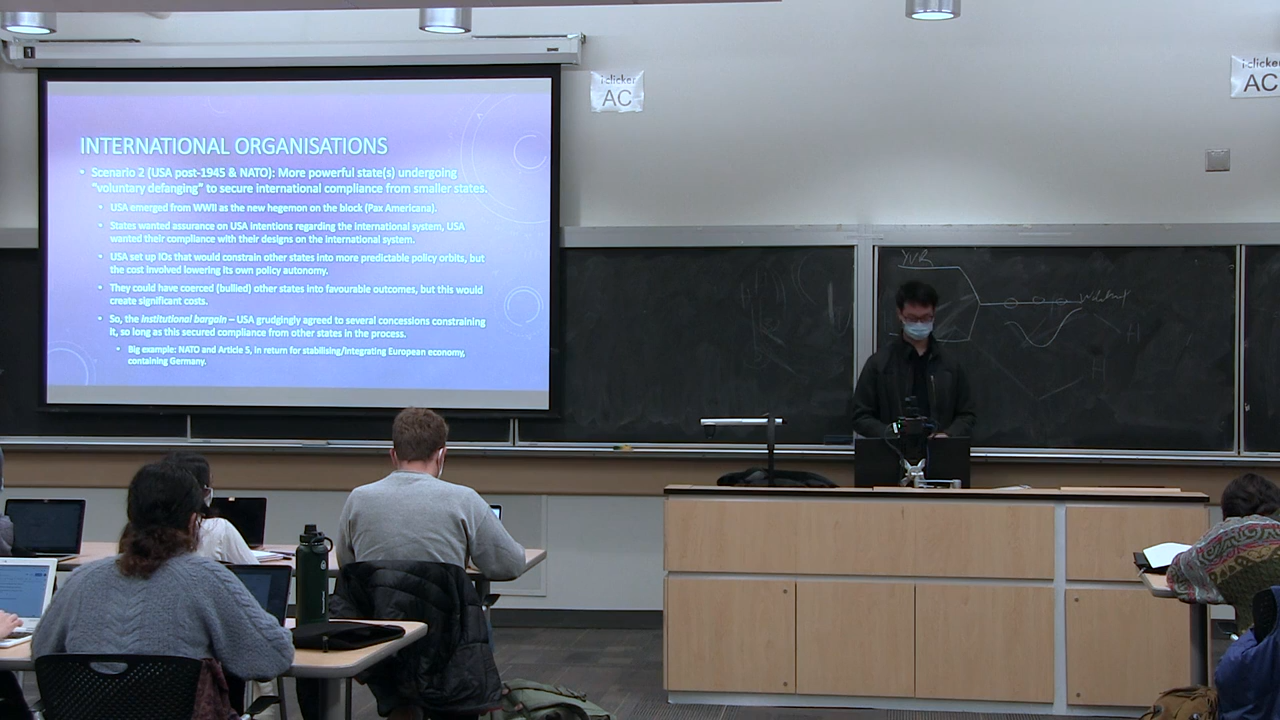 INTERNATIONAL ORGANISATIONS
• Scenario 2 (USA post-1945 & NATO): More powerful state(s) undergoing
"voluntary defanging" to secure international compliance from smaller states.
• USA emerged from WWII as the new hegemon on the block (Pax Americana).
• States wanted assurance on USA intentions regarding the international system, USA
wanted their compliance with their designs on the international system.
• USA set up IOs that would constrain other states into more predictable policy orbits, but
the cost involved lowering its own policy autonomy.
• They could have coerced (bullied) other states into favourable outcomes, but this would
create significant costs.
• So, the institutional bargain – USA grudgingly agreed to several concessions constraining
it, so long as this secured compliance from other states in the process.
• Big example: NATO and Article 5, in return for stabilising/integrating European economy,
containing Germany.
i clicker
AC
i clicker
AC
YVR
H
H